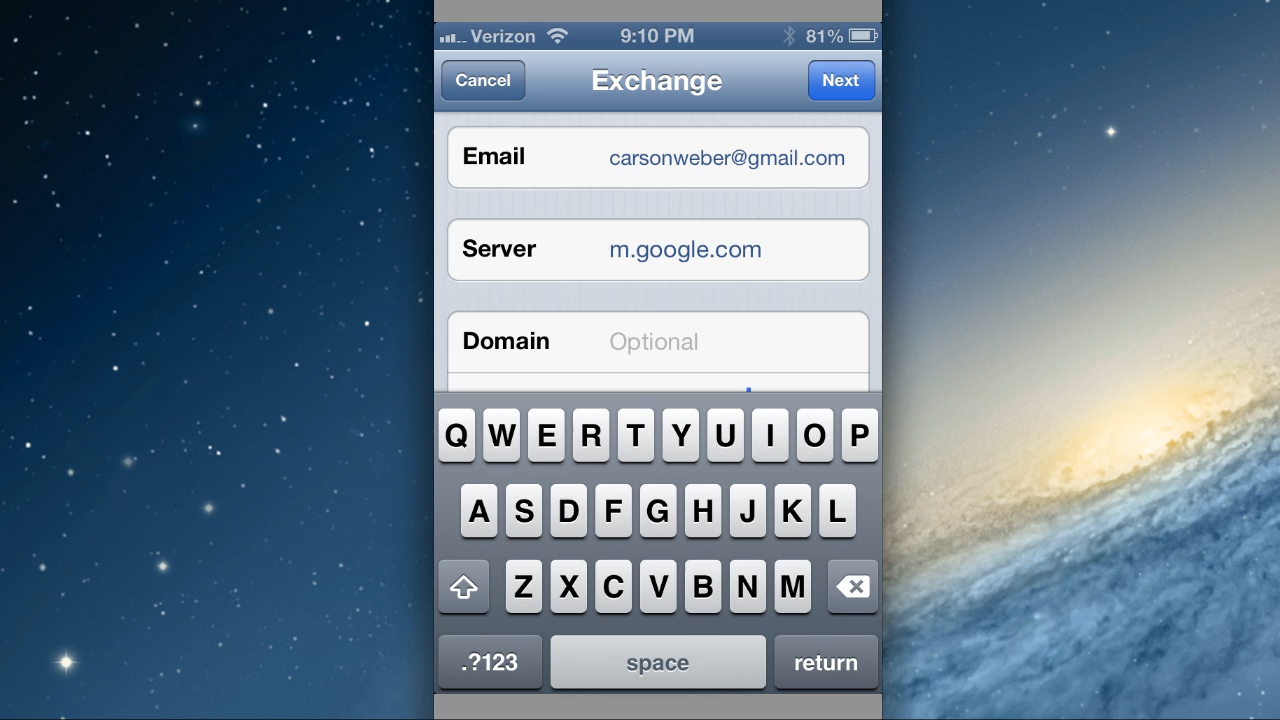 Verizon 9:10 PM 81%
Cancel Exchange Next
Email carsonweber@gmail.com
Server m.google.com
Domain Optional
Q W E R T Y U I O P
A S D F G H J K L
Z X C V B N M
.?123 space return